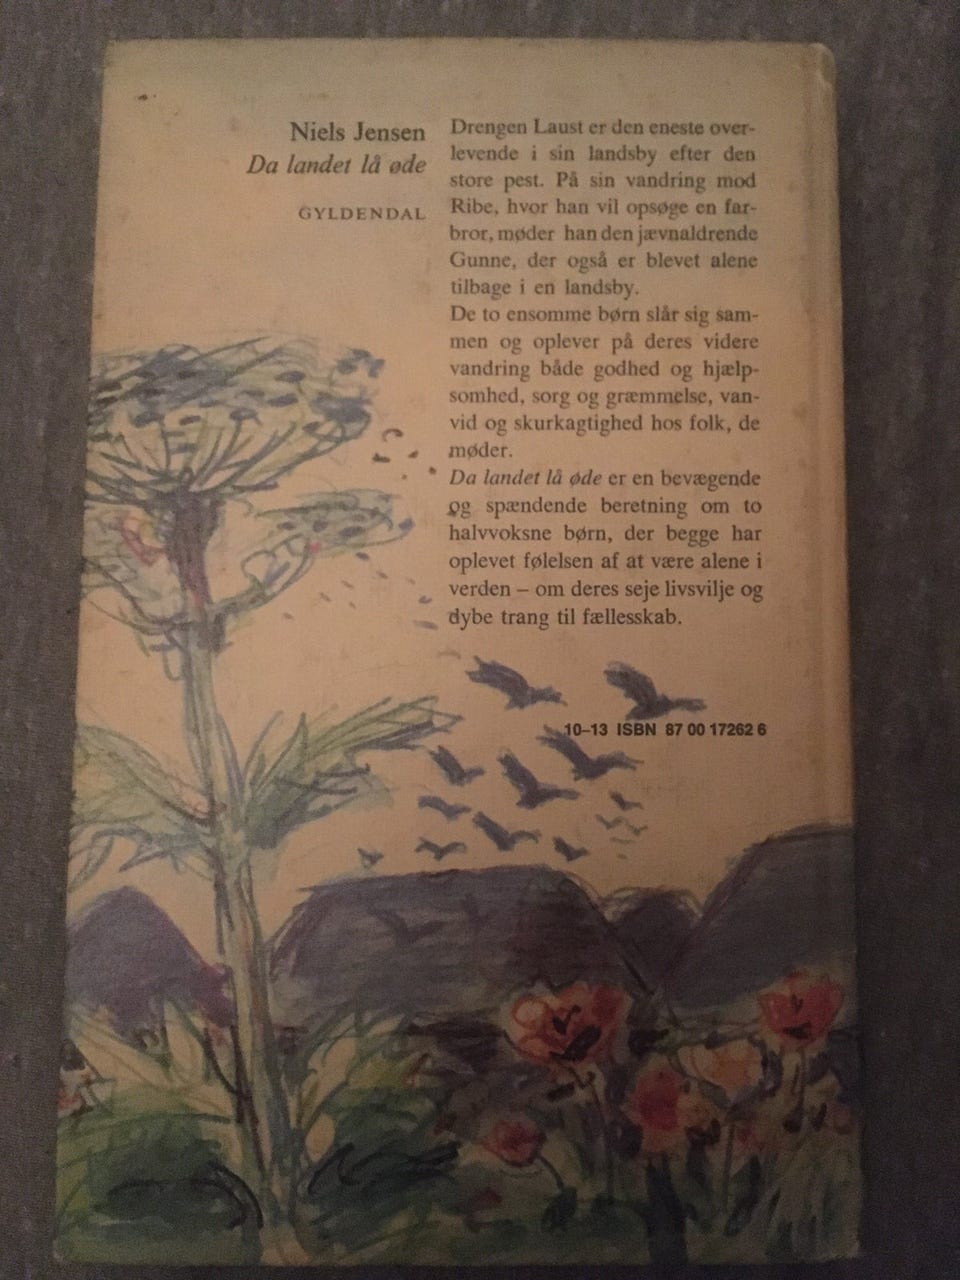 Niels Jensen
Da landet lå øde
GYLDENDAL
Drengen Laust er den eneste over-
levende i sin landsby efter den
store pest. På sin vandring mod
Ribe, hvor han vil opsøge en far-
bror, møder han den jævnaldrende
Gunne, der også er blevet alene
tilbage i en landsby.
De to ensomme børn slår sig sam-
men og oplever på deres videre
vandring både godhed og hjælp-
somhed, sorg og græmmelse, van-
vid og skurkagtighed hos folk, de
møder.
Da landet lå øde er en bevægende
og spændende beretning om to
halvvoksne børn, der begge har
oplevet følelsen af at være alene i
verden – om deres seje livsvilje og
dybe trang til fællesskab.
10–13 ISBN 87 00 17262 6